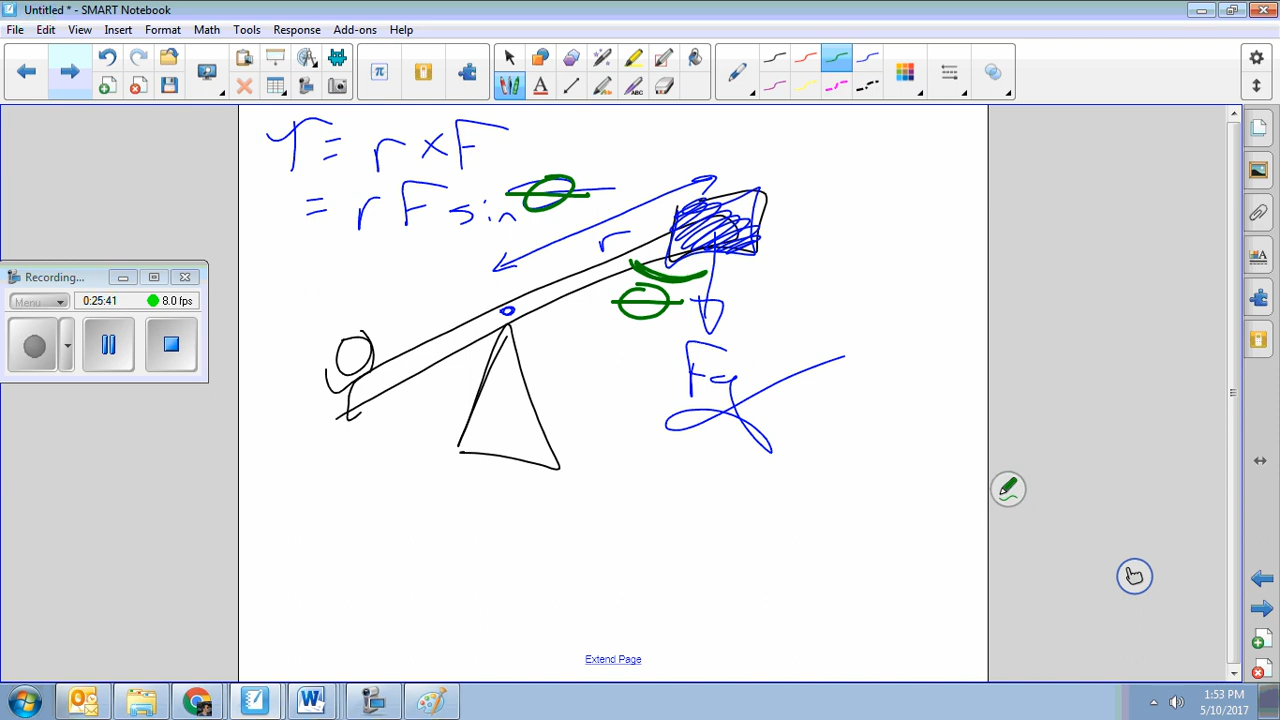 Untitled * - SMART Notebook
File Edit View Insert Format Math Tools Response Add-ons Help
τ = r × F
= r F sin θ
r
θ
Fg
Recording...
Menu
0:25:41 8.0 fps
Extend Page
1:53 PM
5/10/2017